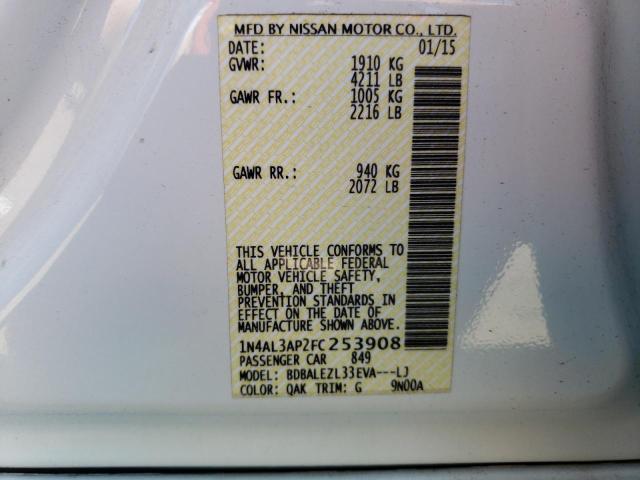 MFD BY NISSAN MOTOR CO., LTD.
DATE: 01/15
GVWR: 1910 KG
4211 LB
GAWR FR.: 1005 KG
2216 LB
GAWR RR.: 940 KG
2072 LB
THIS VEHICLE CONFORMS TO
ALL APPLICABLE FEDERAL
MOTOR VEHICLE SAFETY,
BUMPER, AND THEFT
PREVENTION STANDARDS IN
EFFECT ON THE DATE OF
MANUFACTURE SHOWN ABOVE.
1N4AL3AP2FC253908
PASSENGER CAR 849
MODEL: BDBALEZL33EVA---LJ
COLOR: QAK TRIM: G 9N00A